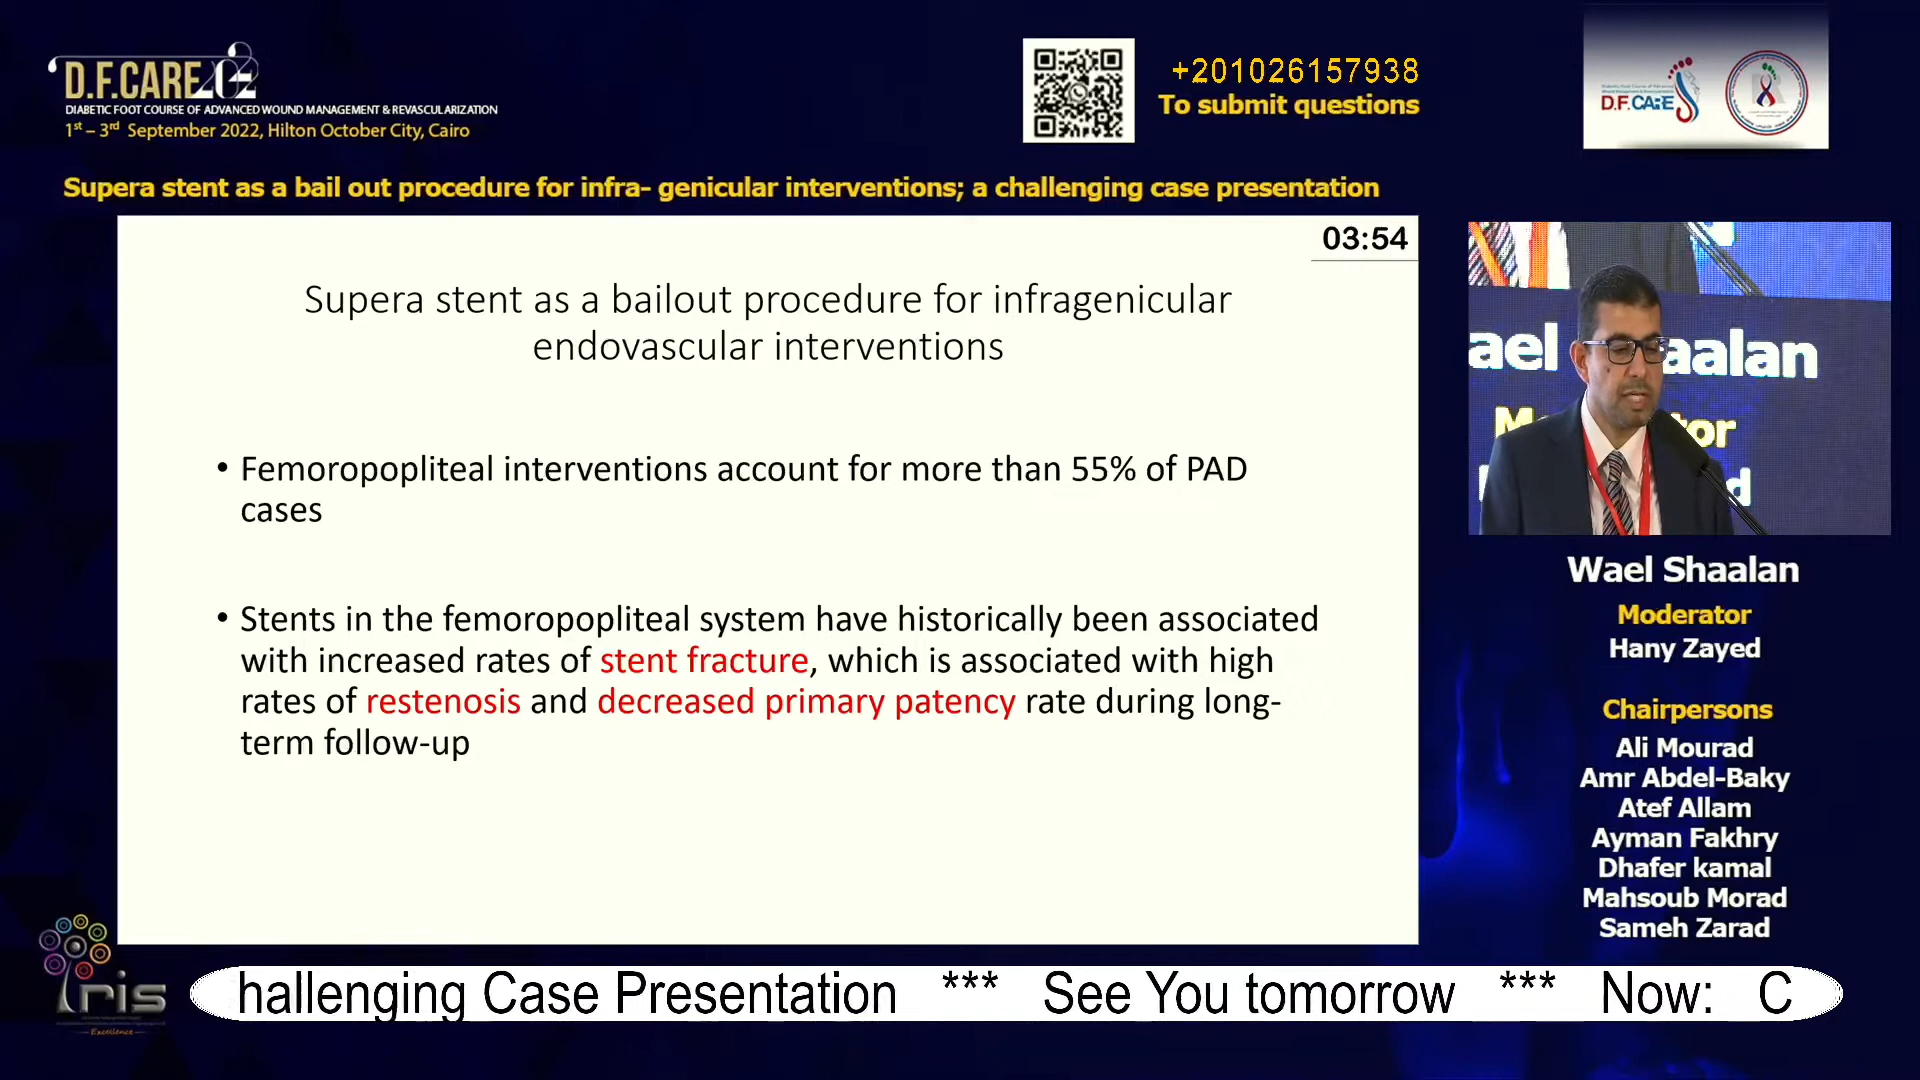 D.F.CARE
DIABETIC FOOT COURSE OF ADVANCED WOUND MANAGEMENT & REVASCULARIZATION
1st – 3rd September 2022, Hilton October City, Cairo
+201026157938
To submit questions
D.F.CARE
Supera stent as a bail out procedure for infra- genicular interventions; a challenging case presentation
03:54
Supera stent as a bailout procedure for infragenicular
endovascular interventions
• Femoropopliteal interventions account for more than 55% of PAD
cases
• Stents in the femoropopliteal system have historically been associated
with increased rates of stent fracture, which is associated with high
rates of restenosis and decreased primary patency rate during long-
term follow-up
ael Shaalan
Wael Shaalan
Moderator
Hany Zayed
Chairpersons
Ali Mourad
Amr Abdel-Baky
Atef Allam
Ayman Fakhry
Dhafer kamal
Mahsoub Morad
Sameh Zarad
Iris
Excellence
hallenging Case Presentation *** See You tomorrow *** Now: C